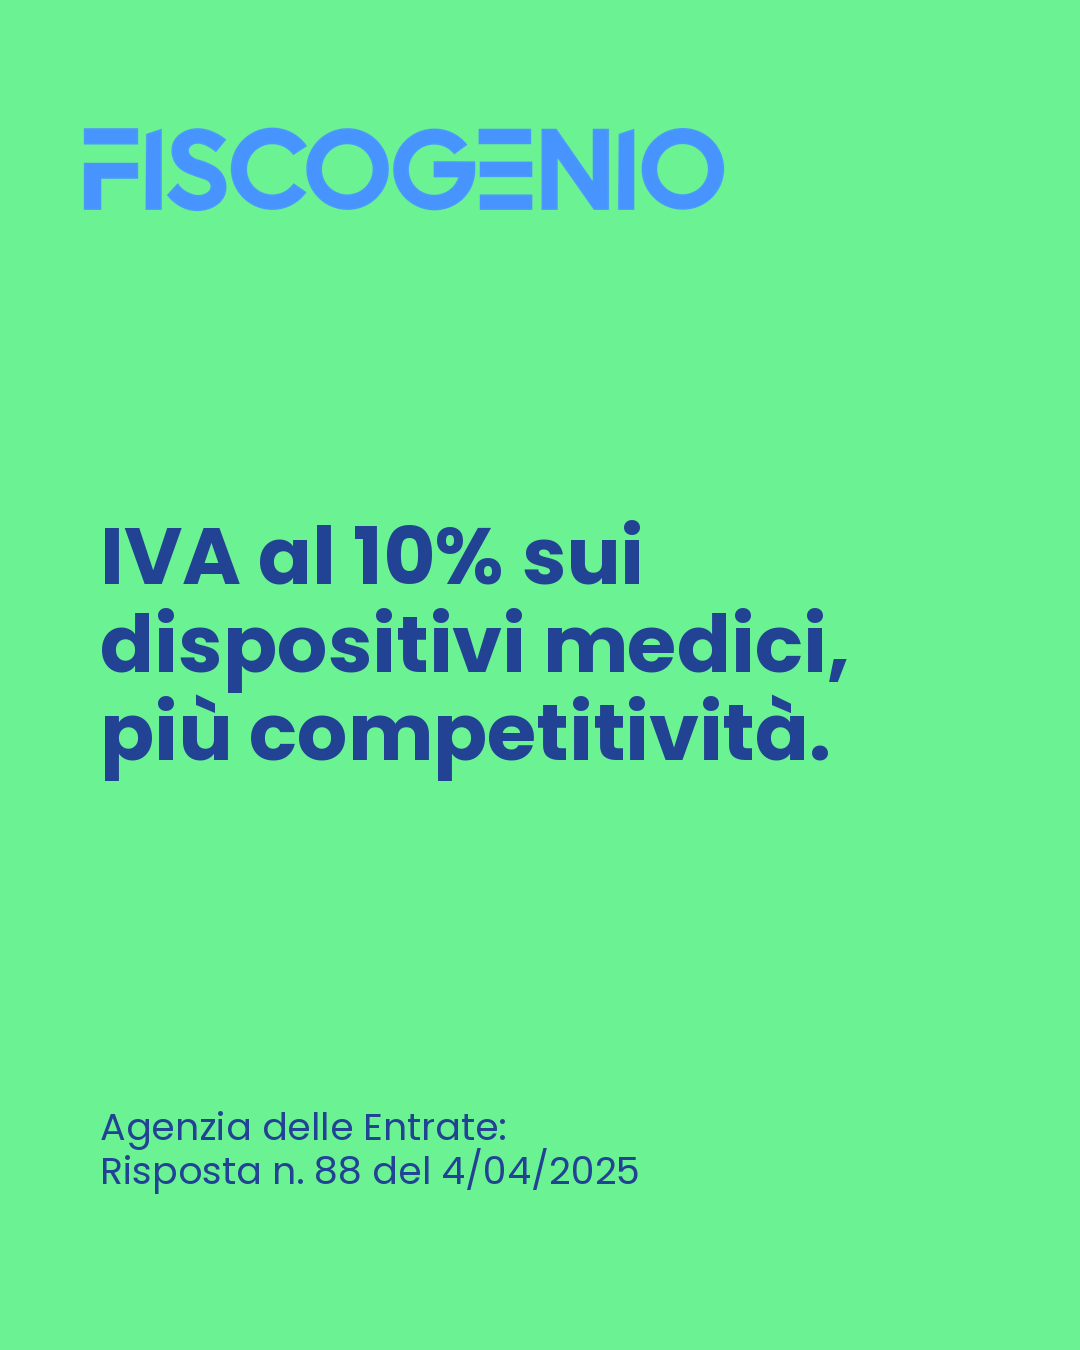 FISCOGENIO
IVA al 10% sui
dispositivi medici,
più competitività.
Agenzia delle Entrate:
Risposta n. 88 del 4/04/2025